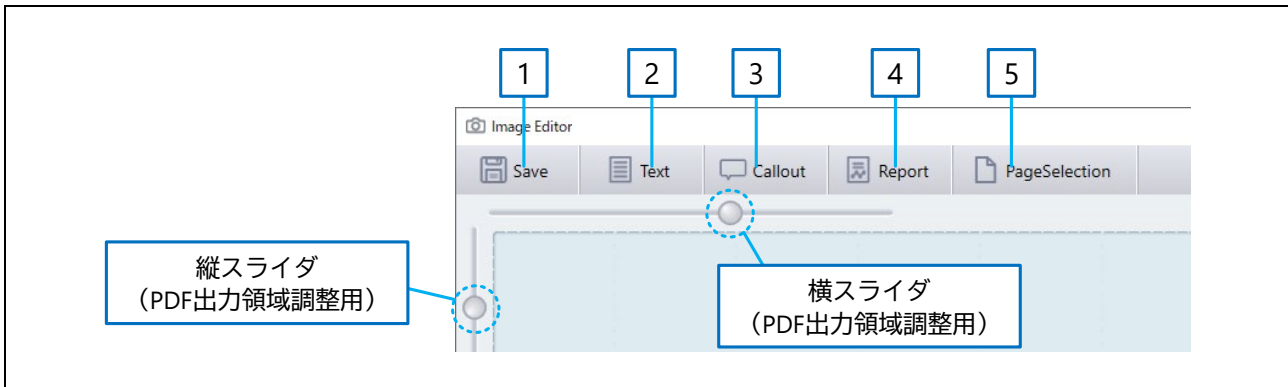 1
2
3
4
5
Image Editor
Save
Text
Callout
Report
PageSelection
縦スライダ
（PDF出力領域調整用）
横スライダ
（PDF出力領域調整用）